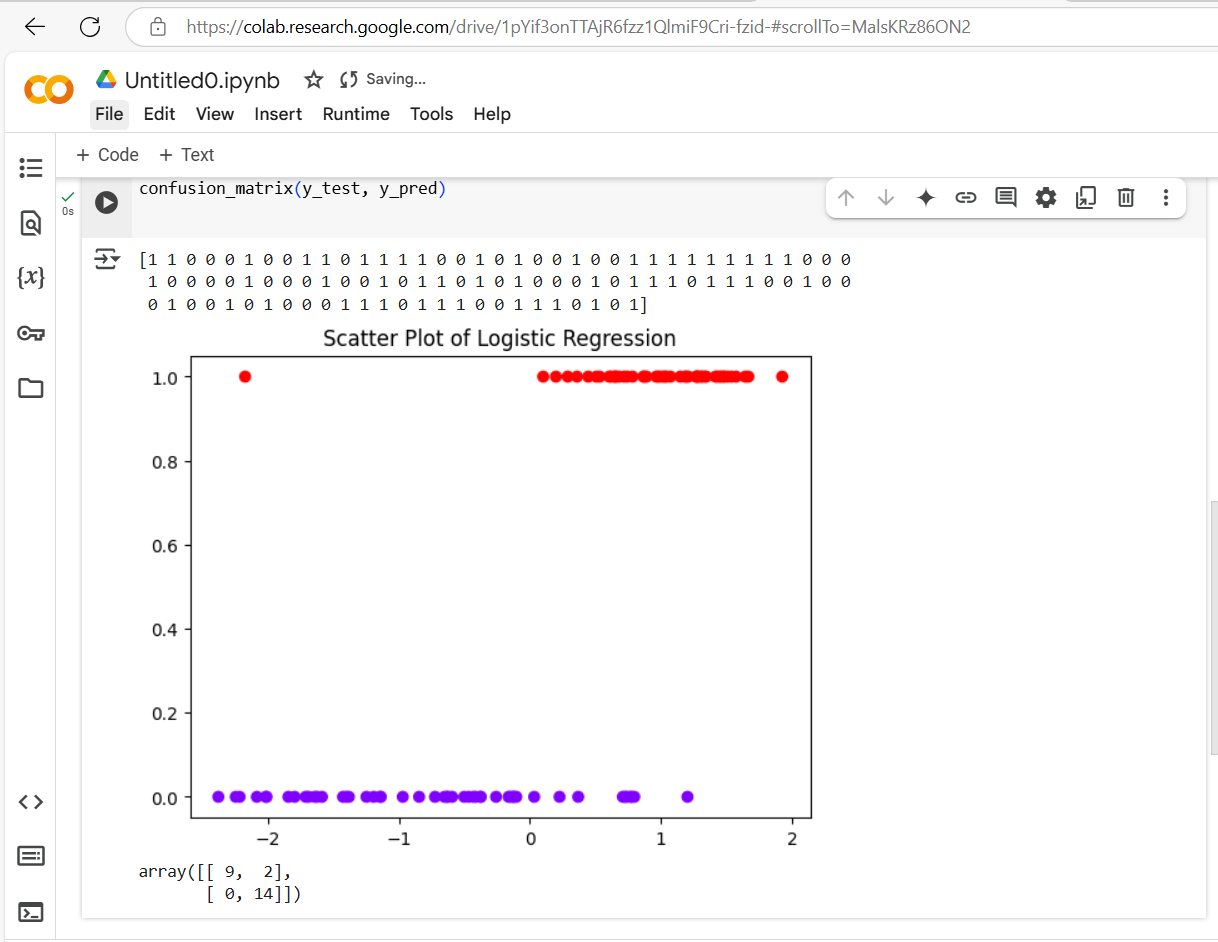 https://colab.research.google.com/drive/1pYif3onTTAjR6fzz1QlmiF9Cri-fzid-#scrollTo=MalsKRz86ON2
Untitled0.ipynb Saving...
File Edit View Insert Runtime Tools Help
+ Code + Text
confusion_matrix(y_test, y_pred)
0s
{x}
[1 1 0 0 0 1 0 0 1 1 0 1 1 1 1 0 0 1 0 1 0 0 1 0 0 1 1 1 1 1 1 1 1 1 0 0 0
1 0 0 0 0 1 0 0 0 1 0 0 1 0 1 1 0 1 0 1 0 0 0 1 0 1 1 1 0 1 1 1 0 0 1 0 0
0 1 0 0 1 0 1 0 0 0 1 1 1 0 1 1 1 0 0 1 1 1 0 1 0 1]
Scatter Plot of Logistic Regression
1.0
0.8
0.6
0.4
0.2
0.0
−2 −1 0 1 2
array([[ 9, 2],
[ 0, 14]])